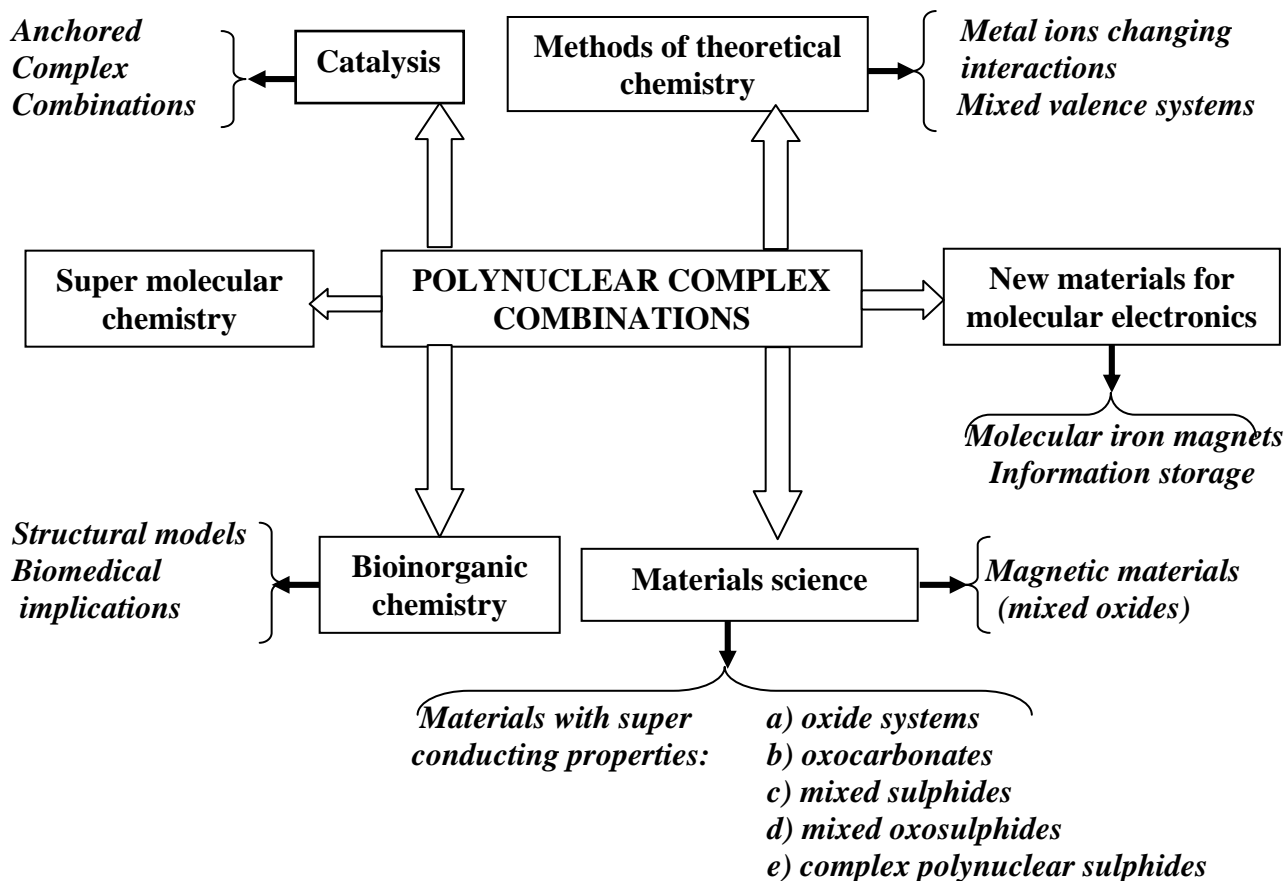 Anchored
Complex
Combinations
Catalysis
Methods of theoretical
chemistry
Metal ions changing
interactions
Mixed valence systems
Super molecular
chemistry
POLYNUCLEAR COMPLEX
COMBINATIONS
New materials for
molecular electronics
Molecular iron magnets
Information storage
Structural models
Biomedical
implications
Bioinorganic
chemistry
Materials science
Magnetic materials
(mixed oxides)
Materials with super
conducting properties:
a) oxide systems
b) oxocarbonates
c) mixed sulphides
d) mixed oxosulphides
e) complex polynuclear sulphides